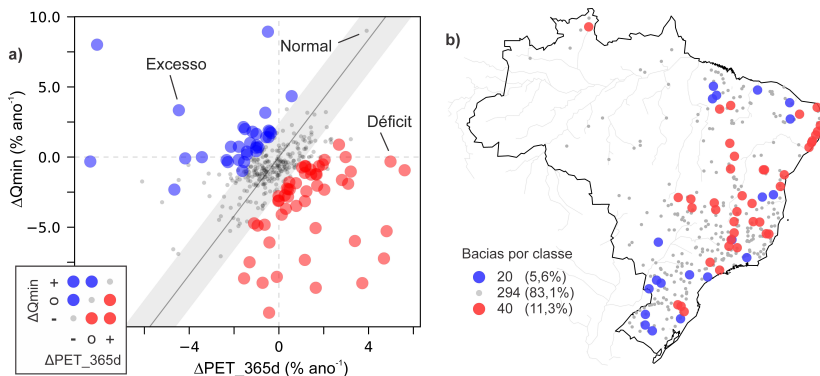 a)
10.0
5.0
0.0
−5.0
ΔQmin (% ano⁻¹)
Normal
Excesso
Déficit
−4 0 4
ΔPET_365d (% ano⁻¹)
ΔQmin
+
o
-
- o +
ΔPET_365d
b)
Bacias por classe
20 (5,6%)
294 (83,1%)
40 (11,3%)